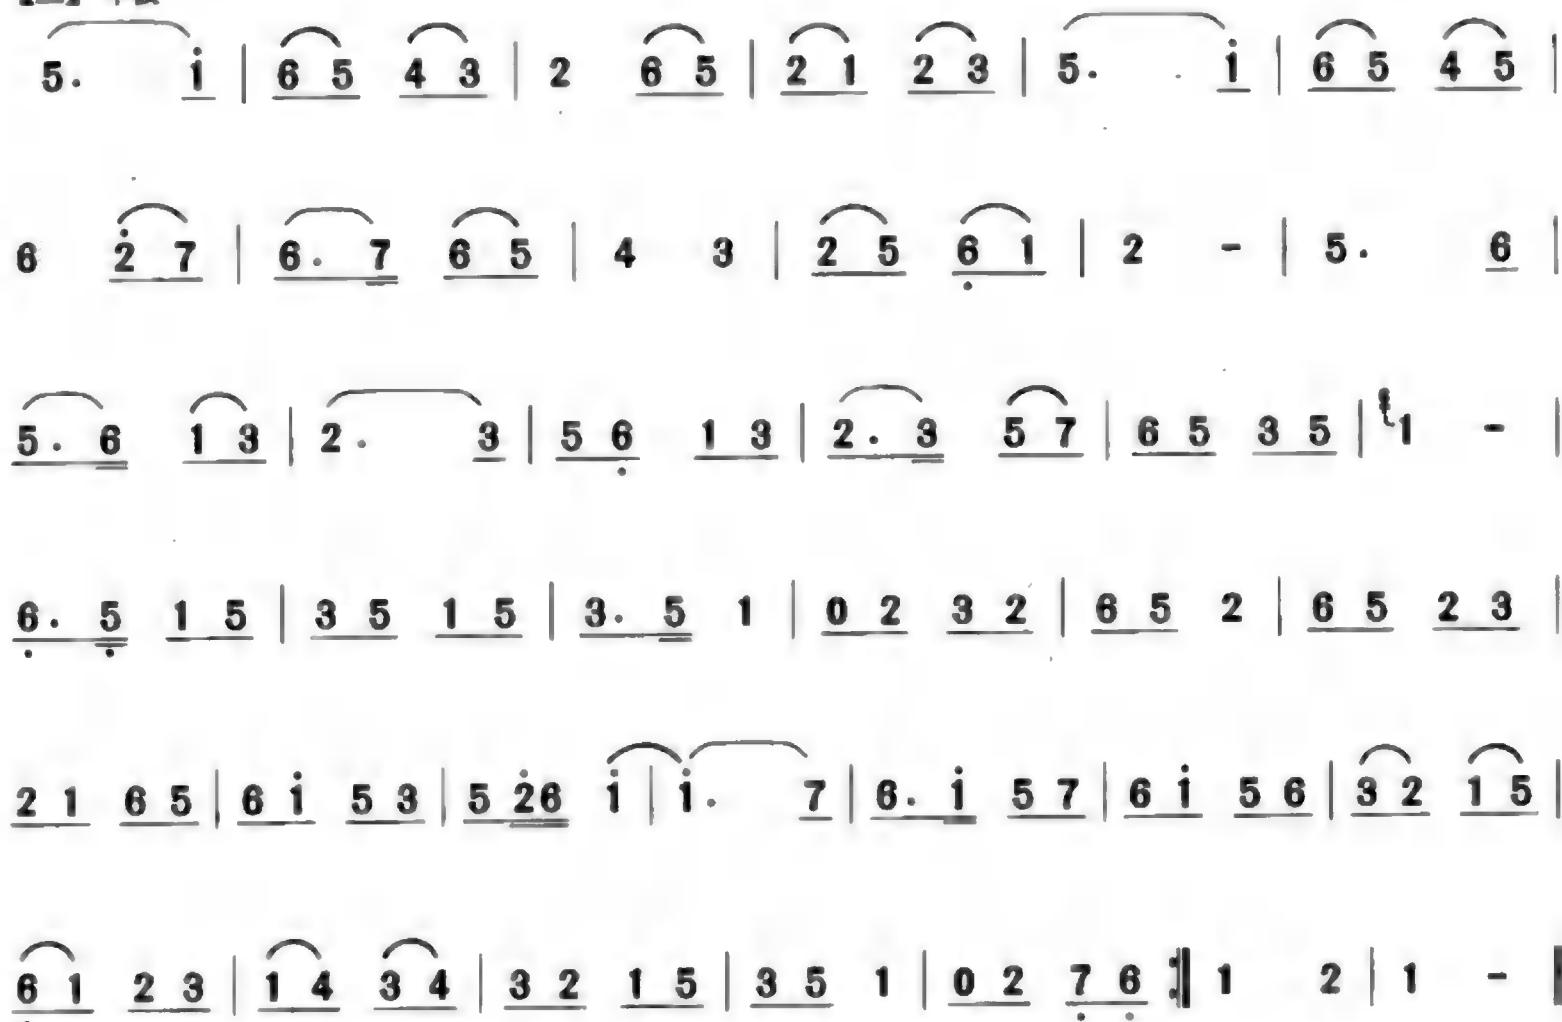 5. i̇ | 6 5 4 3 | 2 6 5 | 2 1 2 3 | 5. i̇ | 6 5 4 5 |
6 2̇ 7 | 6. 7 6 5 | 4 3 | 2 5 6̣ 1 | 2 - | 5. 6 |
5. 6 1 3 | 2. 3 | 5 6̣ 1 3 | 2. 3 5 7 | 6 5 3 5 | 1 - |
6̣. 5̣ 1 5 | 3 5 1 5 | 3. 5 1 | 0 2 3 2 | 6 5 2 | 6 5 2 3 |
2 1 6 5 | 6 i̇ 5 3 | 5 2̇6 i̇ | i̇. 7 | 6. i̇ 5 7 | 6 i̇ 5 6 | 3 2 1 5 |
6̣ 1 2 3 | 1 4 3 4 | 3 2 1 5 | 3 5 1 | 0 2 7̣ 6̣ :‖ 1 2 | 1 - ‖